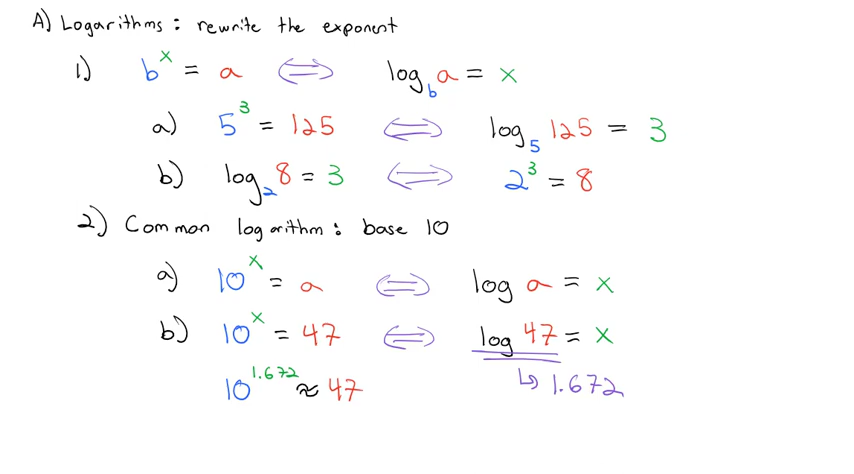 A) Logarithms: rewrite the exponent
1) b^x = a ⟺ log_b a = x
a) 5^3 = 125 ⟺ log_5 125 = 3
b) log_2 8 = 3 ⟺ 2^3 = 8
2) Common logarithm: base 10
a) 10^x = a ⟺ log a = x
b) 10^x = 47 ⟺ log 47 = x
10^1.672 ≈ 47 ↳ 1.672